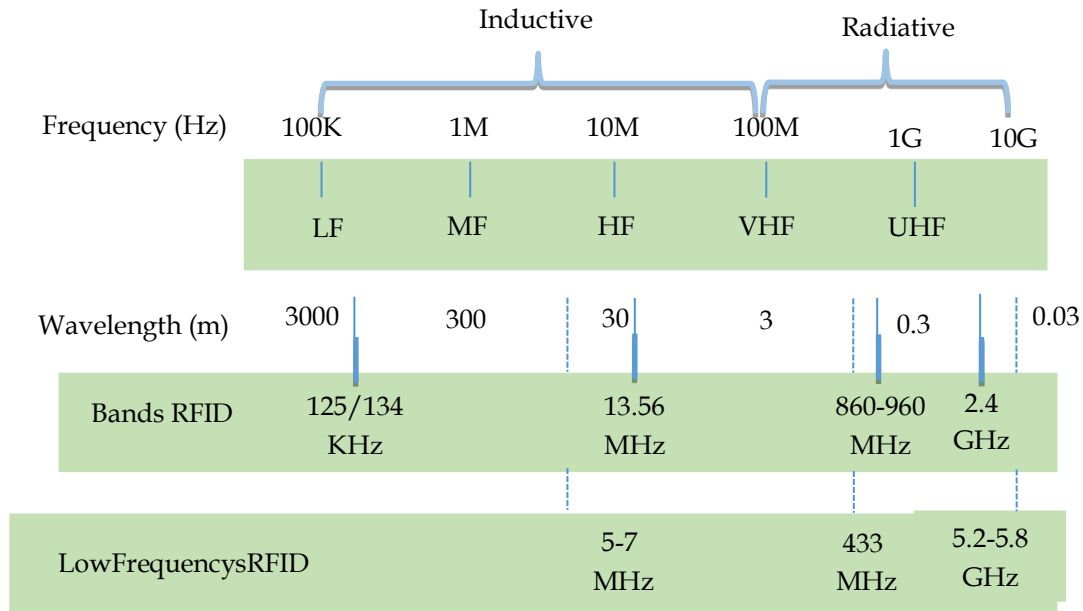 Inductive Radiative
Frequency (Hz) 100K 1M 10M 100M 1G 10G
LF MF HF VHF UHF
Wavelength (m) 3000 300 30 3 0.3 0.03
Bands RFID 125/134 13.56 860-960 2.4
KHz MHz MHz GHz
LowFrequencysRFID 5-7 433 5.2-5.8
MHz MHz GHz